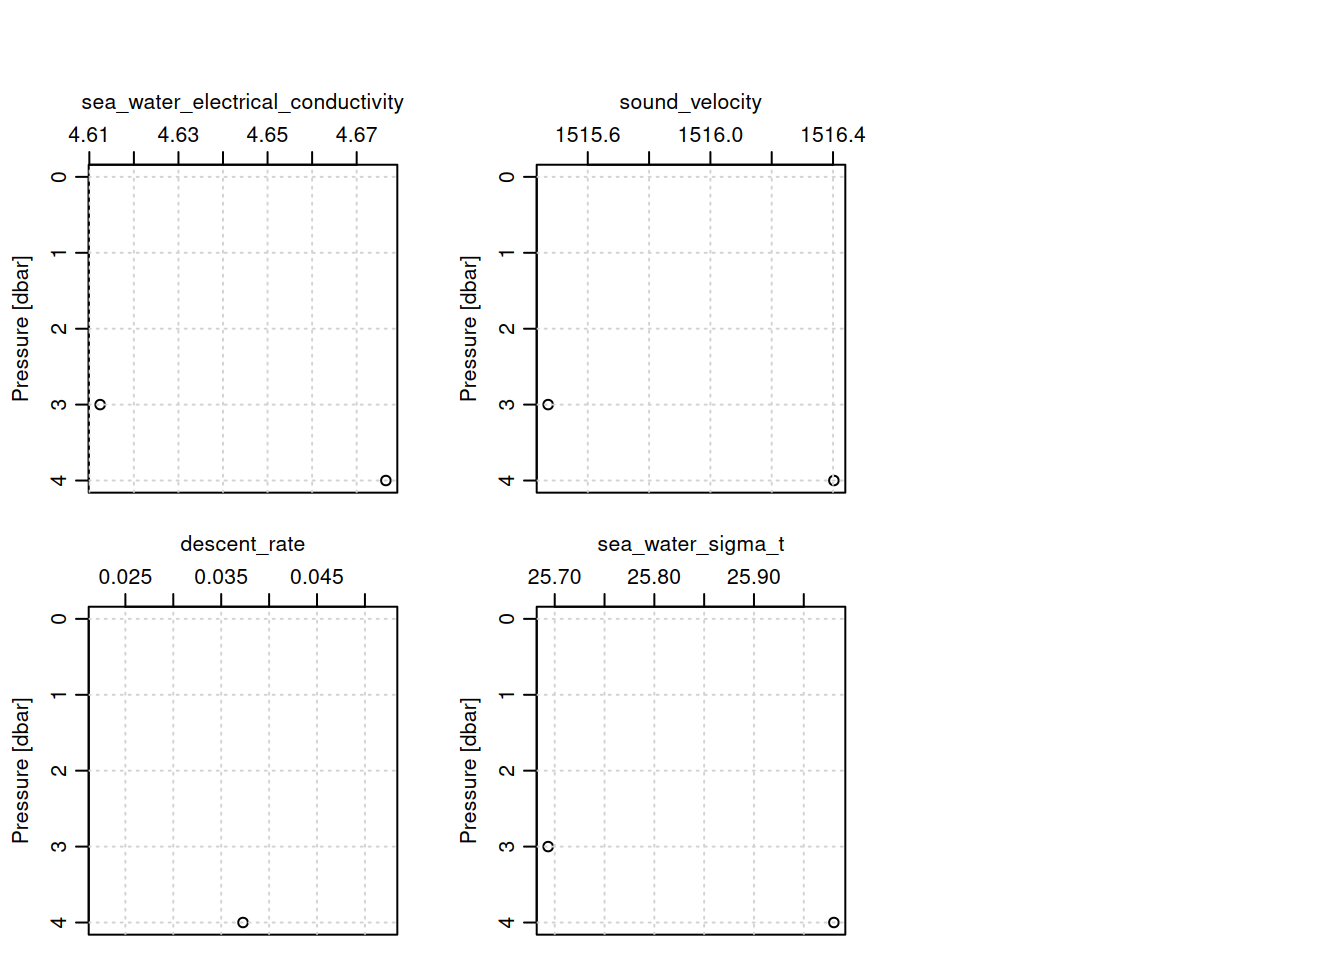 sea_water_electrical_conductivity
4.61 4.63 4.65 4.67
Pressure [dbar]
0
1
2
3
4
sound_velocity
1515.6 1516.0 1516.4
Pressure [dbar]
0
1
2
3
4
descent_rate
0.025 0.035 0.045
Pressure [dbar]
0
1
2
3
4
sea_water_sigma_t
25.70 25.80 25.90
Pressure [dbar]
0
1
2
3
4